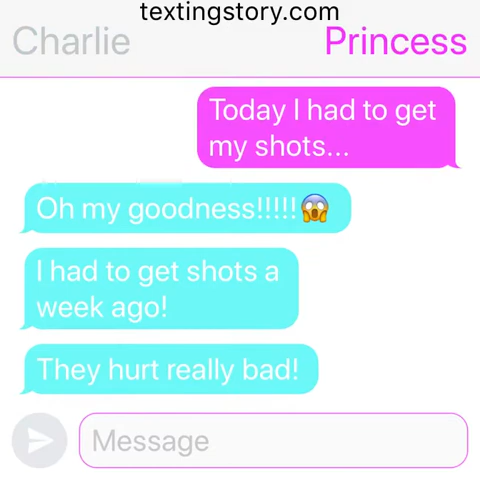 textingstory.com
Charlie Princess
Today I had to get
my shots...
Oh my goodness!!!!!😱
I had to get shots a
week ago!
They hurt really bad!
Message